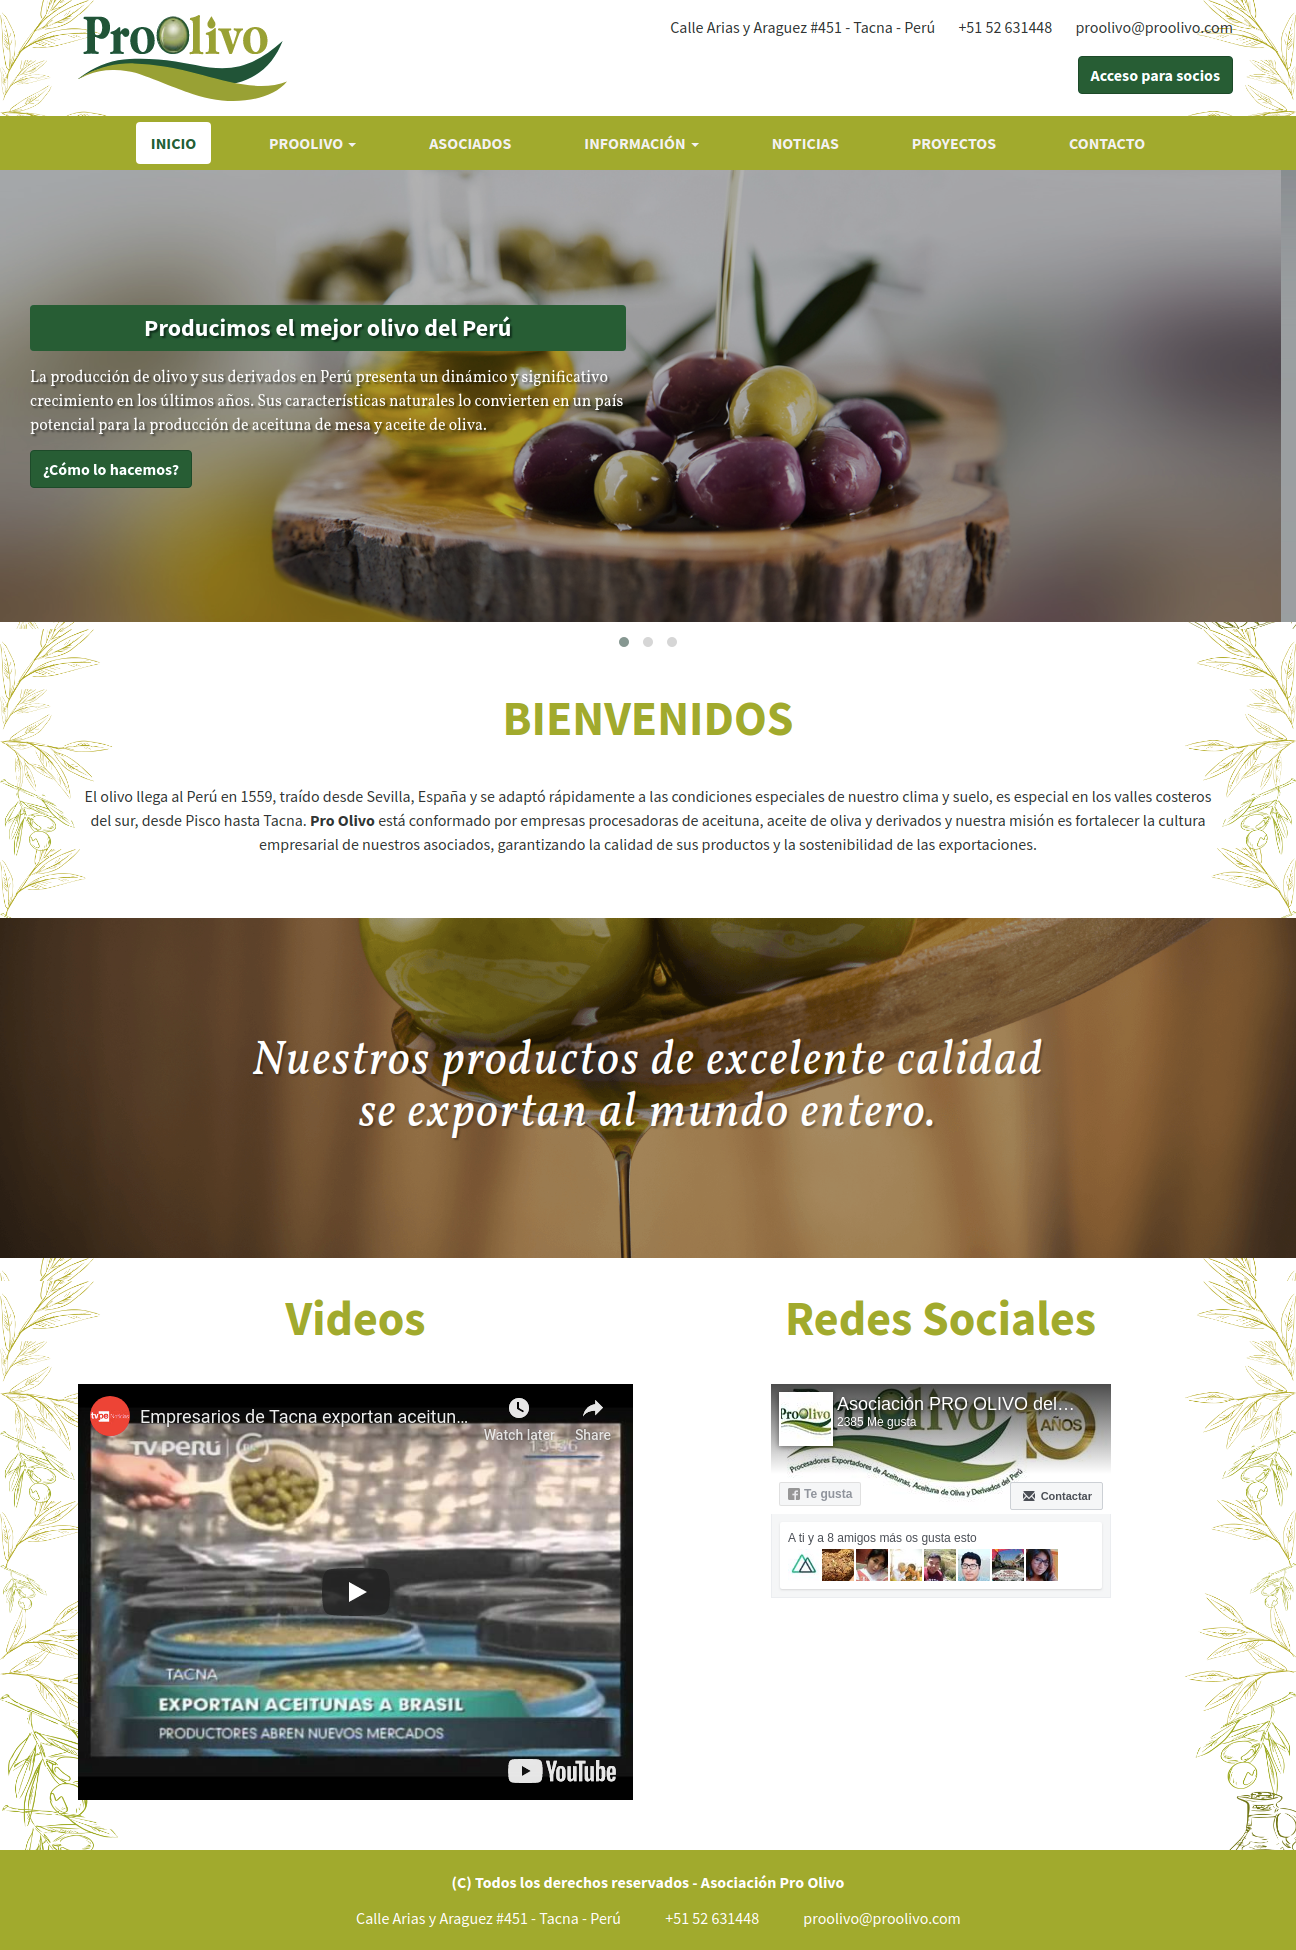 ProOlivo
Calle Arias y Araguez #451 - Tacna - Perú +51 52 631448 proolivo@proolivo.com
Acceso para socios
INICIO PROOLIVO ASOCIADOS INFORMACIÓN NOTICIAS PROYECTOS CONTACTO
Producimos el mejor olivo del Perú
La producción de olivo y sus derivados en Perú presenta un dinámico y significativo
crecimiento en los últimos años. Sus características naturales lo convierten en un país
potencial para la producción de aceituna de mesa y aceite de oliva.
¿Cómo lo hacemos?
BIENVENIDOS
El olivo llega al Perú en 1559, traído desde Sevilla, España y se adaptó rápidamente a las condiciones especiales de nuestro clima y suelo, es especial en los valles costeros
del sur, desde Pisco hasta Tacna. Pro Olivo está conformado por empresas procesadoras de aceituna, aceite de oliva y derivados y nuestra misión es fortalecer la cultura
empresarial de nuestros asociados, garantizando la calidad de sus productos y la sostenibilidad de las exportaciones.
Nuestros productos de excelente calidad
se exportan al mundo entero.
Videos
Empresarios de Tacna exportan aceitun...
Watch later Share
TV PERÚ
13:36
TACNA
EXPORTAN ACEITUNAS A BRASIL
PRODUCTORES ABREN NUEVOS MERCADOS
YouTube
Redes Sociales
ProOlivo
Asociación PRO OLIVO del...
2385 Me gusta
AÑOS
Procesadores Exportadores de Aceitunas, Aceituna de Oliva y Derivados del Perú
Te gusta
Contactar
A ti y a 8 amigos más os gusta esto
(C) Todos los derechos reservados - Asociación Pro Olivo
Calle Arias y Araguez #451 - Tacna - Perú +51 52 631448 proolivo@proolivo.com